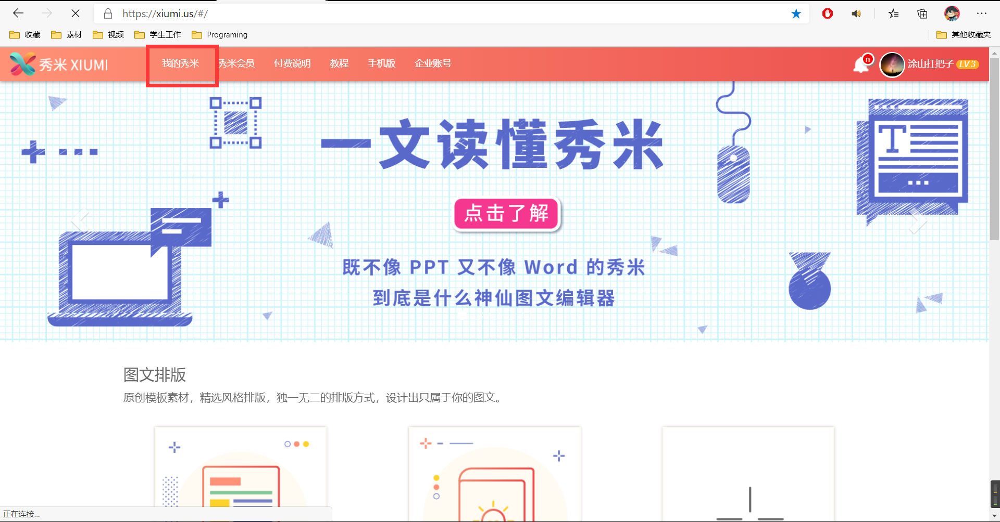 https://xiumi.us/#/
收藏 素材 视频 学生工作 Programing 其他收藏夹
秀米 XIUMI 我的秀米 秀米会员 付费说明 教程 手机版 企业账号 n 涂山扛把子 LV.3
一文读懂秀米
T
点击了解
既不像 PPT 又不像 Word 的秀米
到底是什么神仙图文编辑器
图文排版
原创模板素材，精选风格排版，独一无二的排版方式，设计出只属于你的图文。
正在连接...